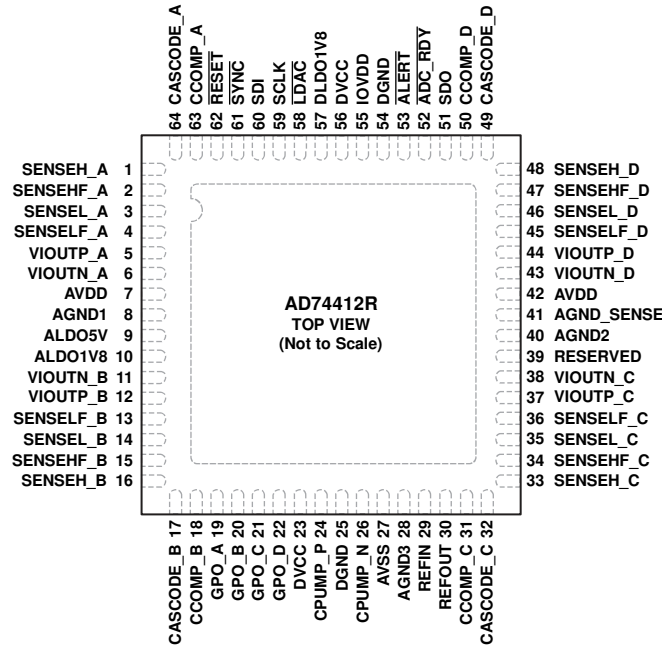 64 CASCODE_A
63 CCOMP_A
62 RESET
61 SYNC
60 SDI
59 SCLK
58 LDAC
57 DLDO1V8
56 DVCC
55 IOVDD
54 DGND
53 ALERT
52 ADC_RDY
51 SDO
50 CCOMP_D
49 CASCODE_D
SENSEH_A 1
SENSEHF_A 2
SENSEL_A 3
SENSELF_A 4
VIOUTP_A 5
VIOUTN_A 6
AVDD 7
AGND1 8
ALDO5V 9
ALDO1V8 10
VIOUTN_B 11
VIOUTP_B 12
SENSELF_B 13
SENSEL_B 14
SENSEHF_B 15
SENSEH_B 16
AD74412R
TOP VIEW
(Not to Scale)
48 SENSEH_D
47 SENSEHF_D
46 SENSEL_D
45 SENSELF_D
44 VIOUTP_D
43 VIOUTN_D
42 AVDD
41 AGND_SENSE
40 AGND2
39 RESERVED
38 VIOUTN_C
37 VIOUTP_C
36 SENSELF_C
35 SENSEL_C
34 SENSEHF_C
33 SENSEH_C
CASCODE_B 17
CCOMP_B 18
GPO_A 19
GPO_B 20
GPO_C 21
GPO_D 22
DVCC 23
CPUMP_P 24
DGND 25
CPUMP_N 26
AVSS 27
AGND3 28
REFIN 29
REFOUT 30
CCOMP_C 31
CASCODE_C 32